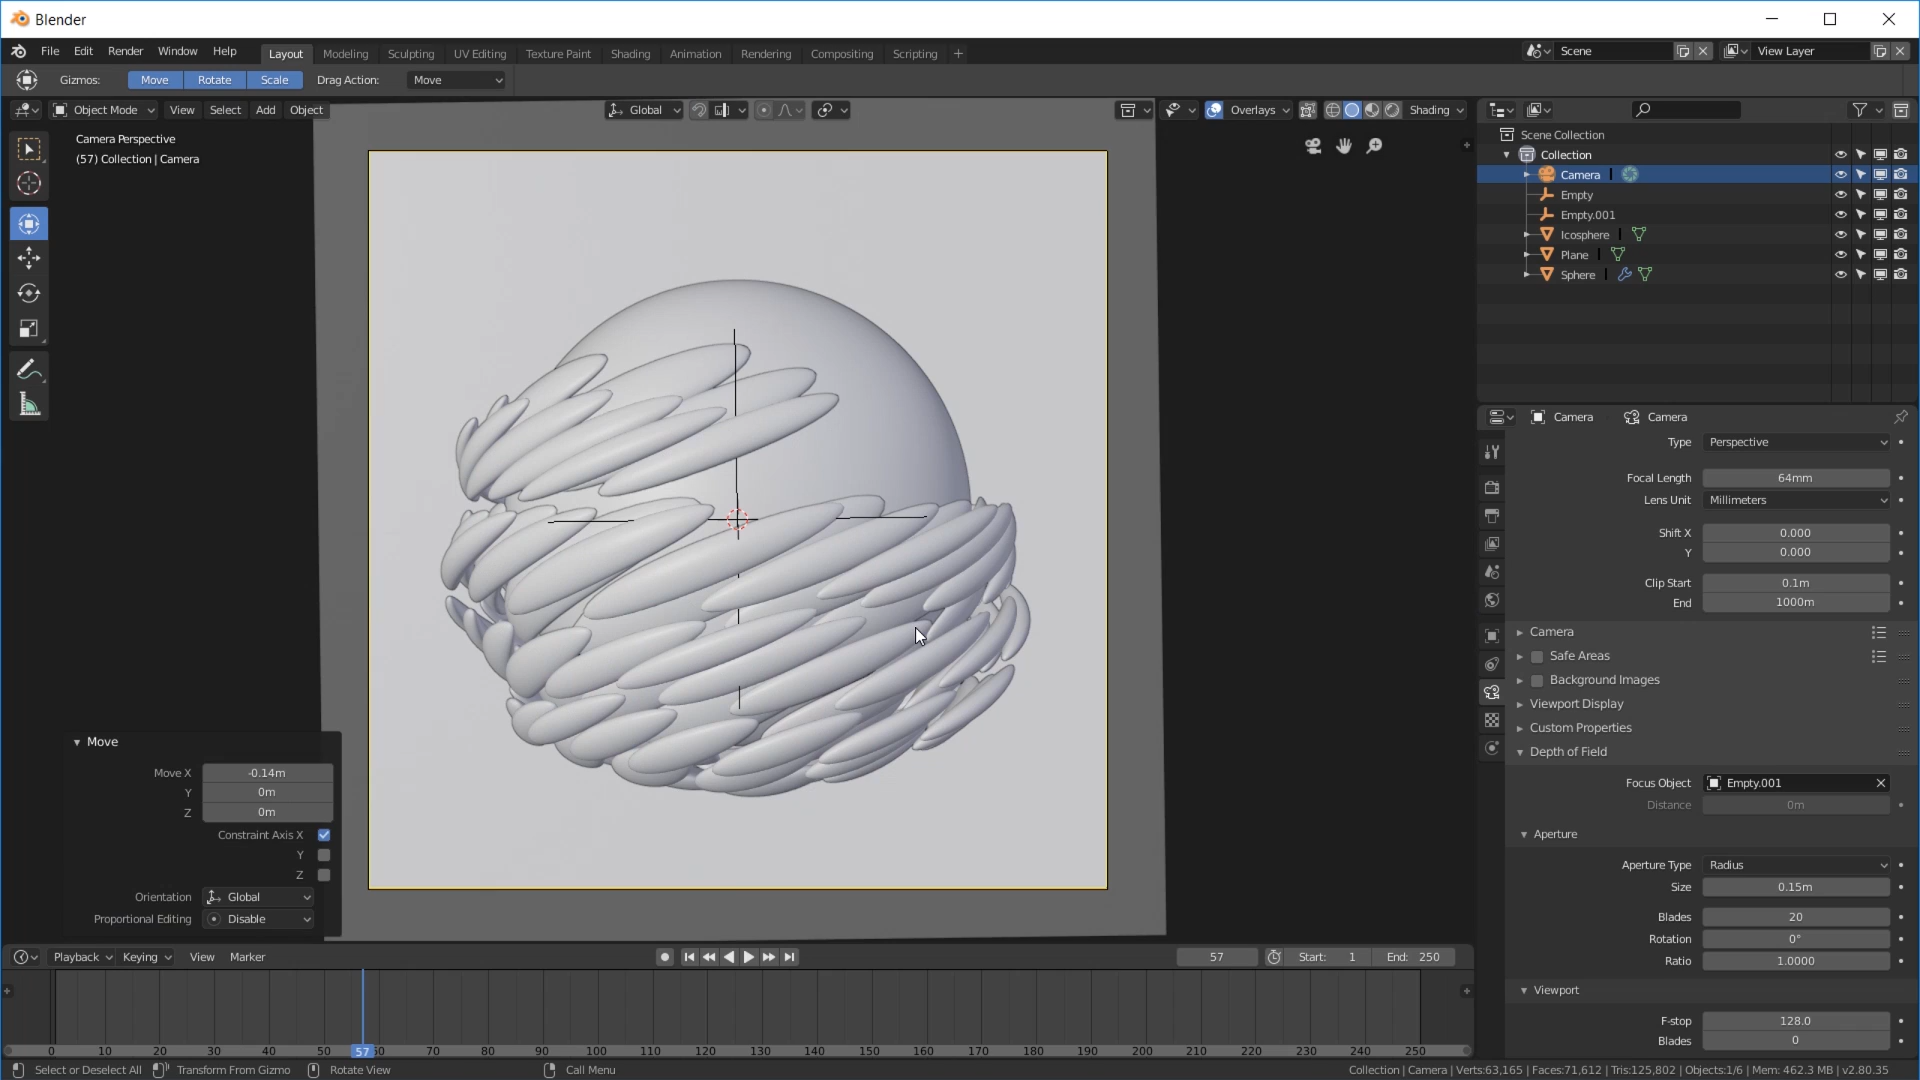 Blender
File Edit Render Window Help Layout Modeling Sculpting UV Editing Texture Paint Shading Animation Rendering Compositing Scripting + Scene View Layer
Gizmos: Move Rotate Scale Drag Action: Move
Object Mode View Select Add Object Global Overlays Shading
Camera Perspective
(57) Collection | Camera
Scene Collection
Collection
Camera
Empty
Empty.001
Icosphere
Plane
Sphere
Camera Camera
Type Perspective
Focal Length 64mm
Lens Unit Millimeters
Shift X 0.000
Y 0.000
Clip Start 0.1m
End 1000m
Camera
Safe Areas
Background Images
Viewport Display
Custom Properties
Depth of Field
Focus Object Empty.001
Distance 0m
Aperture
Aperture Type Radius
Size 0.15m
Blades 20
Rotation 0°
Ratio 1.0000
Viewport
F-stop 128.0
Blades 0
Move
Move X -0.14m
Y 0m
Z 0m
Constraint Axis X
Y
Z
Orientation Global
Proportional Editing Disable
Playback Keying View Marker 57 Start: 1 End: 250
0 10 20 30 40 50 57 60 70 80 90 100 110 120 130 140 150 160 170 180 190 200 210 220 230 240 250
Select or Deselect All Transform From Gizmo Rotate View Call Menu Collection | Camera | Verts:63,165 | Faces:71,612 | Tris:125,802 | Objects:1/6 | Mem: 462.3 MB | v2.80.35